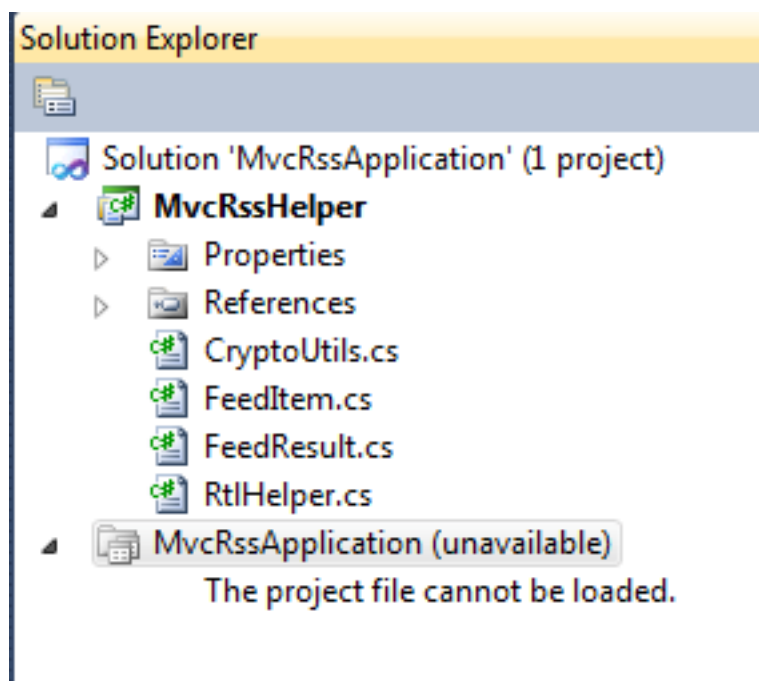 Solution Explorer
Solution 'MvcRssApplication' (1 project)
MvcRssHelper
Properties
References
CryptoUtils.cs
FeedItem.cs
FeedResult.cs
RtlHelper.cs
MvcRssApplication (unavailable)
The project file cannot be loaded.